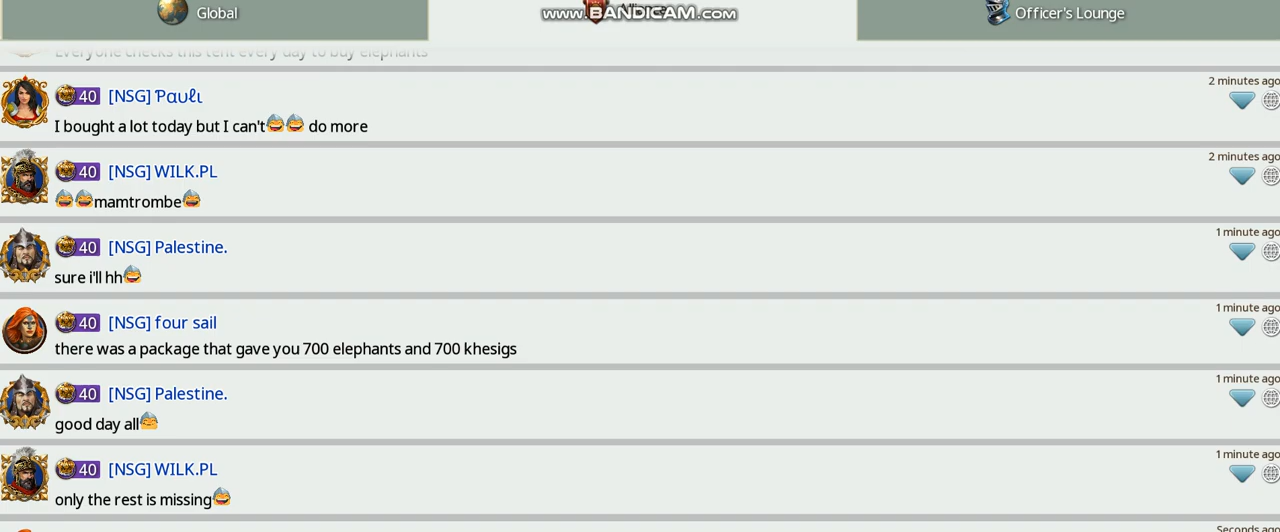 Global
www.BANDICAM.com
Officer's Lounge
Everyone checks this tent every day to buy elephants
2 minutes ago
40 [NSG] Ƥαυℓι
I bought a lot today but I can't😂😂 do more
2 minutes ago
40 [NSG] WILK.PL
😂😂mamtrombe😂
1 minute ago
40 [NSG] Palestine.
sure i'll hh😂
1 minute ago
40 [NSG] four sail
there was a package that gave you 700 elephants and 700 khesigs
1 minute ago
40 [NSG] Palestine.
good day all😊
1 minute ago
40 [NSG] WILK.PL
only the rest is missing😂
Seconds ago